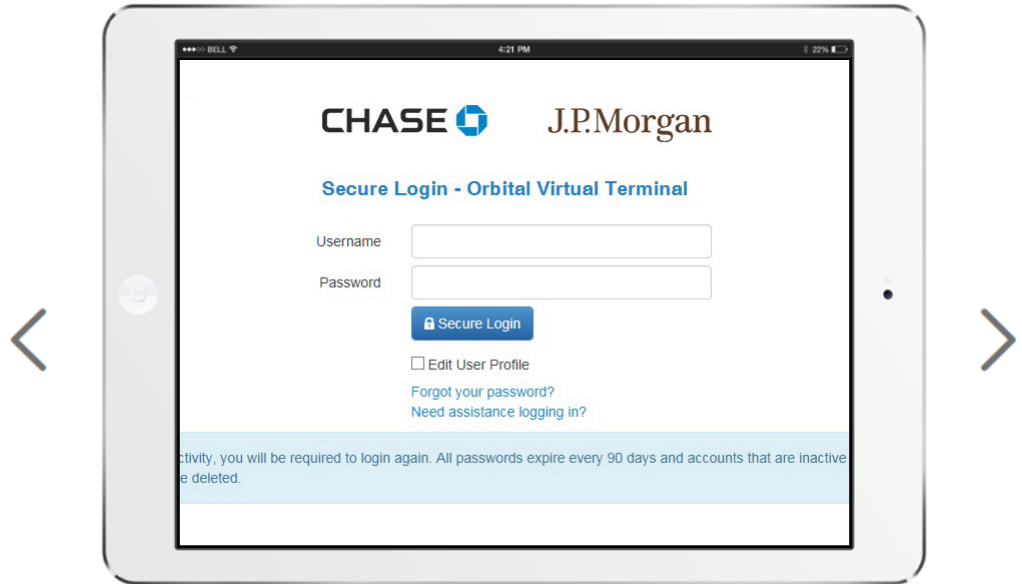 BELL 4:21 PM 22%
CHASE J.P.Morgan
Secure Login - Orbital Virtual Terminal
Username
Password
Secure Login
Edit User Profile
Forgot your password?
Need assistance logging in?
ctivity, you will be required to login again. All passwords expire every 90 days and accounts that are inactive
e deleted.